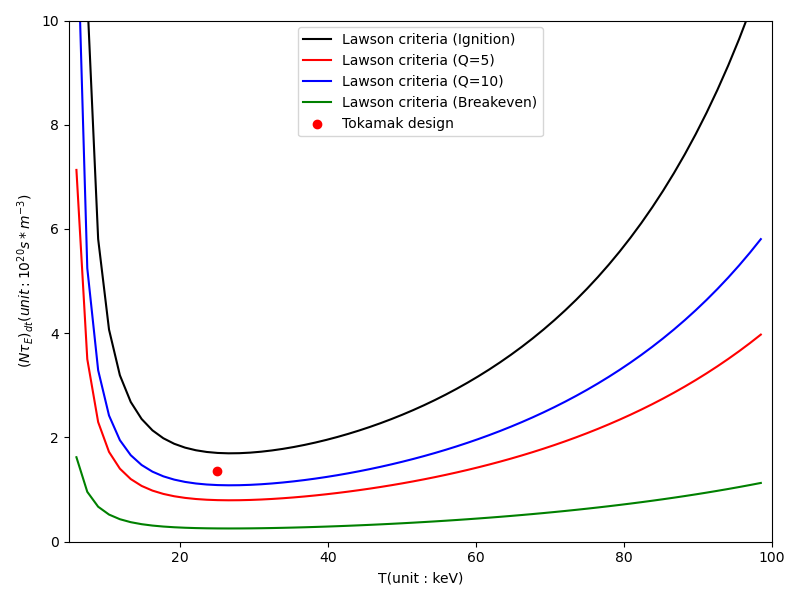 10
8
6
4
2
0
20
40
60
80
100
(Nτ_E)_{dt}(unit : 10^{20}s * m^{-3})
T(unit : keV)
Lawson criteria (Ignition)
Lawson criteria (Q=5)
Lawson criteria (Q=10)
Lawson criteria (Breakeven)
Tokamak design